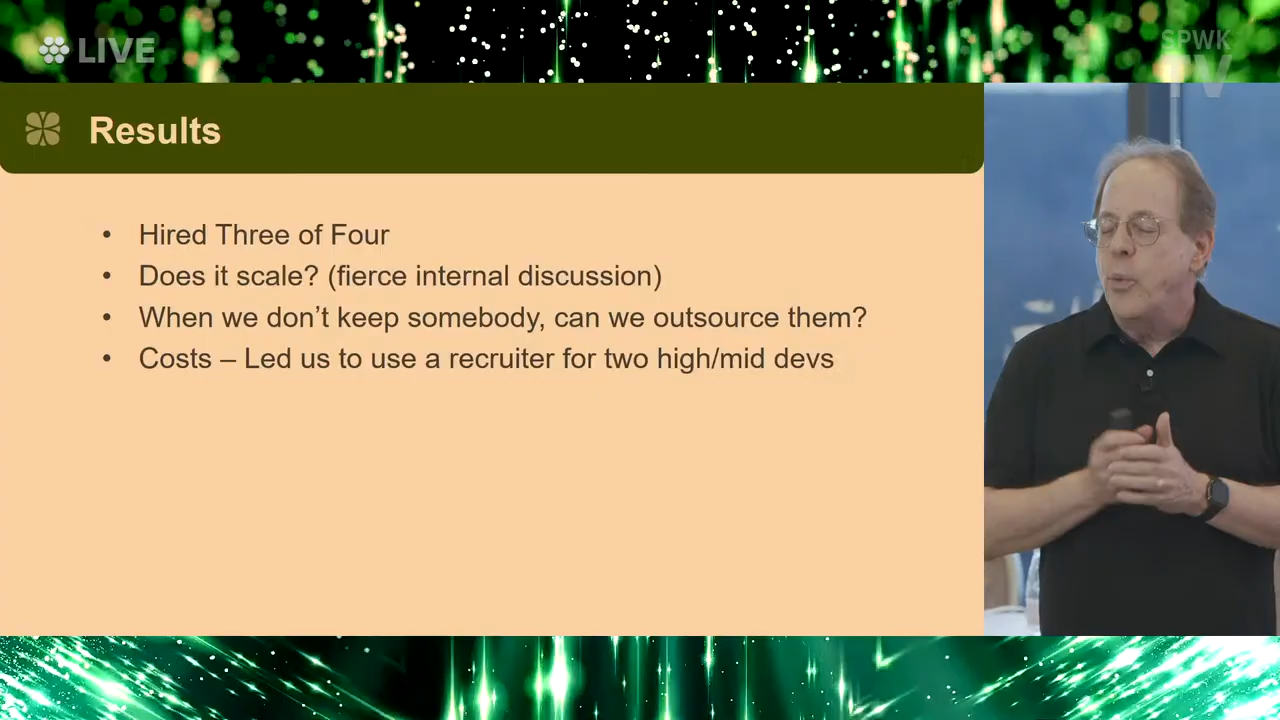 LIVE
SPWK
TV
Results
• Hired Three of Four
• Does it scale? (fierce internal discussion)
• When we don’t keep somebody, can we outsource them?
• Costs – Led us to use a recruiter for two high/mid devs